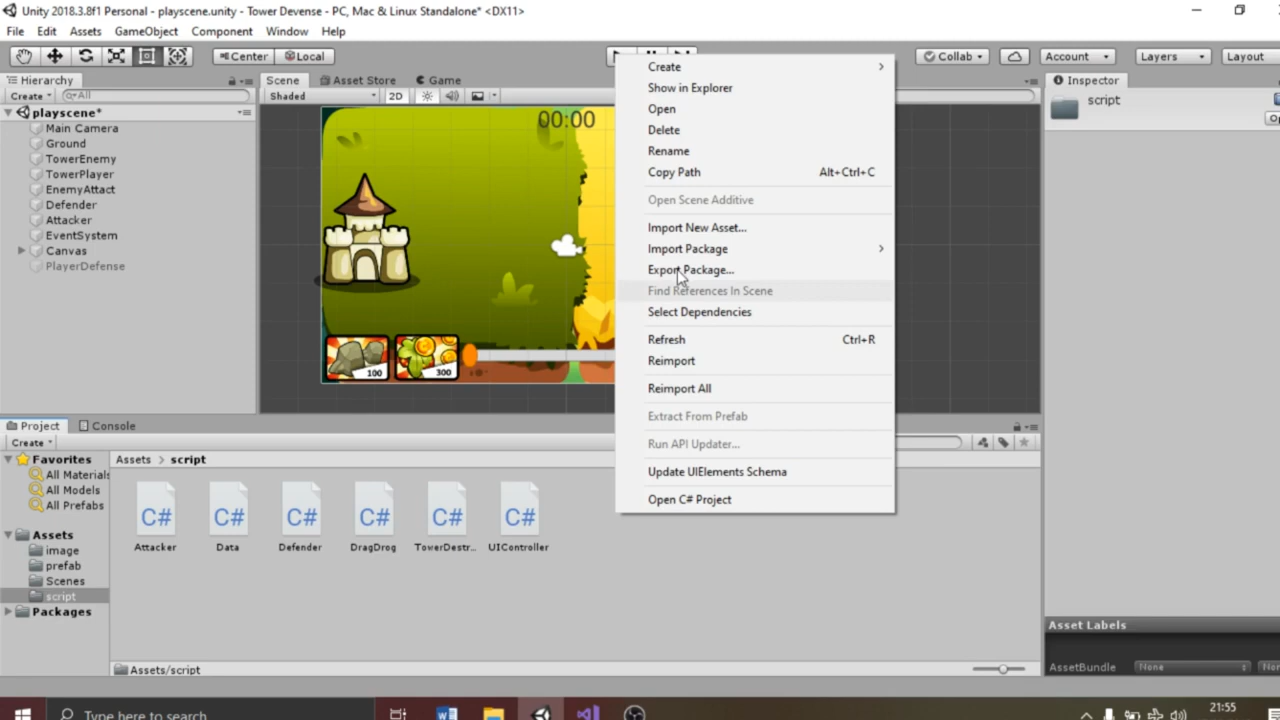 Unity 2018.3.8f1 Personal - playscene.unity - Tower Devense - PC, Mac & Linux Standalone* <DX11>
File Edit Assets GameObject Component Window Help
Center Local Collab Account Layers Layout
Hierarchy Scene Asset Store Game Inspector
Create All Shaded 2D
playscene*
Main Camera
Ground
TowerEnemy
TowerPlayer
EnemyAttact
Defender
Attacker
EventSystem
Canvas
PlayerDefense
00:00
100
300
Create
Show in Explorer
Open
Delete
Rename
Copy Path Alt+Ctrl+C
Open Scene Additive
Import New Asset...
Import Package
Export Package...
Find References In Scene
Select Dependencies
Refresh Ctrl+R
Reimport
Reimport All
Extract From Prefab
Run API Updater...
Update UIElements Schema
Open C# Project
script
Project Console
Create
Favorites
All Materials
All Models
All Prefabs
Assets
image
prefab
Scenes
script
Packages
Assets > script
C# C# C# C# C# C#
Attacker Data Defender DragDrog TowerDestr... UIController
Assets/script
Asset Labels
AssetBundle None
Type here to search
21:55